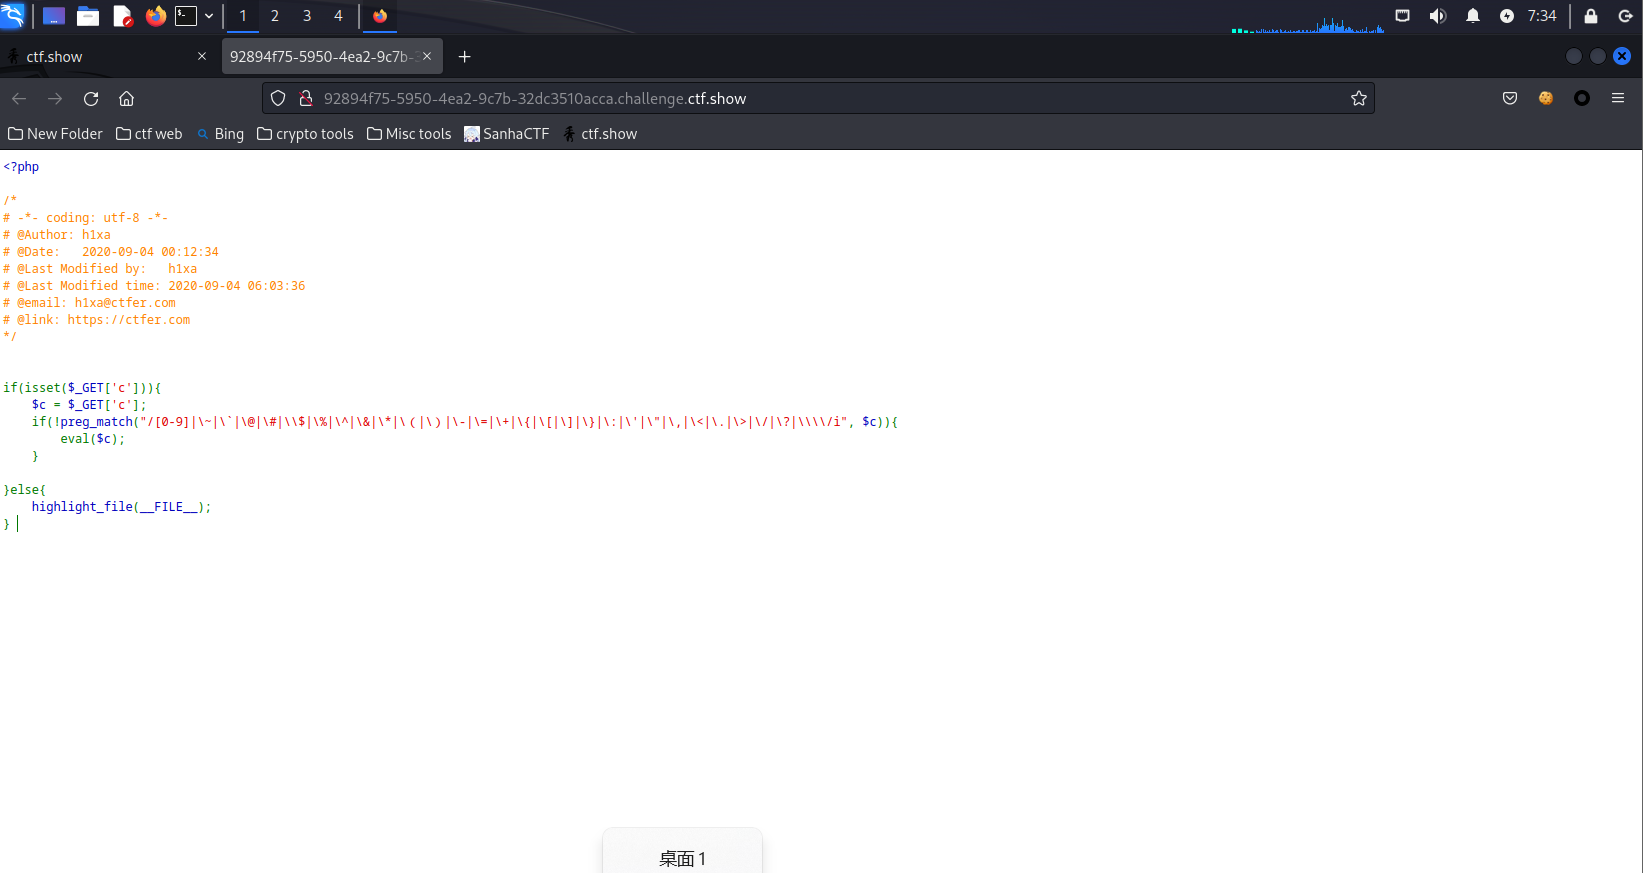 1 2 3 4 7:34
ctf.show 92894f75-5950-4ea2-9c7b-3
92894f75-5950-4ea2-9c7b-32dc3510acca.challenge.ctf.show
New Folder ctf web Bing crypto tools Misc tools SanhaCTF ctf.show
<?php
/*
# -*- coding: utf-8 -*-
# @Author: h1xa
# @Date:   2020-09-04 00:12:34
# @Last Modified by:   h1xa
# @Last Modified time: 2020-09-04 06:03:36
# @email: h1xa@ctfer.com
# @link: https://ctfer.com
*/
if(isset($_GET['c'])){
    $c = $_GET['c'];
    if(!preg_match("/[0-9]|\~|\`|\@|\#|\\$|\%|\^|\&|\*|\（|\）|\-|\=|\+|\{|\[|\]|\}|\:|\'|\"|\,|\<|\.|\>|\/|\?|\\\\/i", $c)){
        eval($c);
    }
}else{
    highlight_file(__FILE__);
}
桌面 1